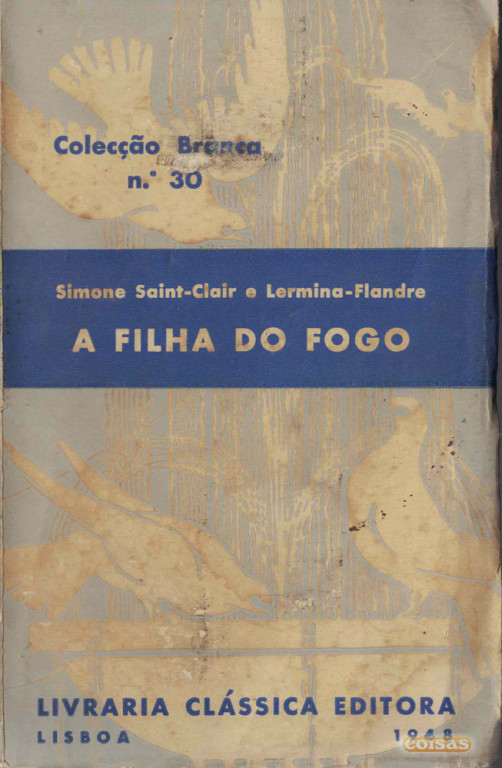 Colecção Branca
n.º 30
Simone Saint-Clair e Lermina-Flandre
A FILHA DO FOGO
LIVRARIA CLÁSSICA EDITORA
LISBOA 1948
coisas